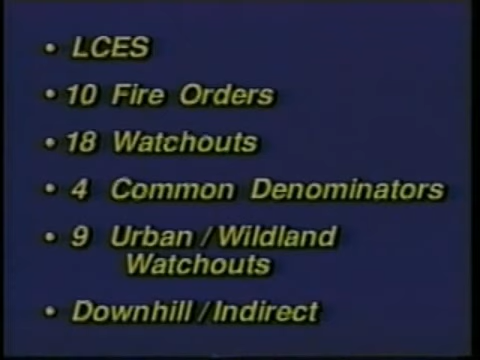 • LCES
• 10 Fire Orders
• 18 Watchouts
• 4 Common Denominators
• 9 Urban / Wildland
Watchouts
• Downhill / Indirect